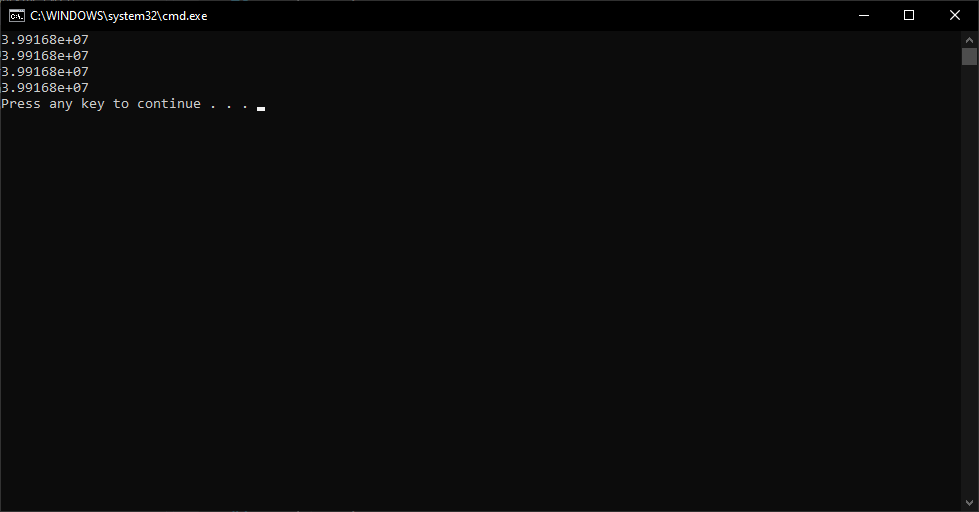 C:\WINDOWS\system32\cmd.exe
3.99168e+07
3.99168e+07
3.99168e+07
3.99168e+07
Press any key to continue . . .